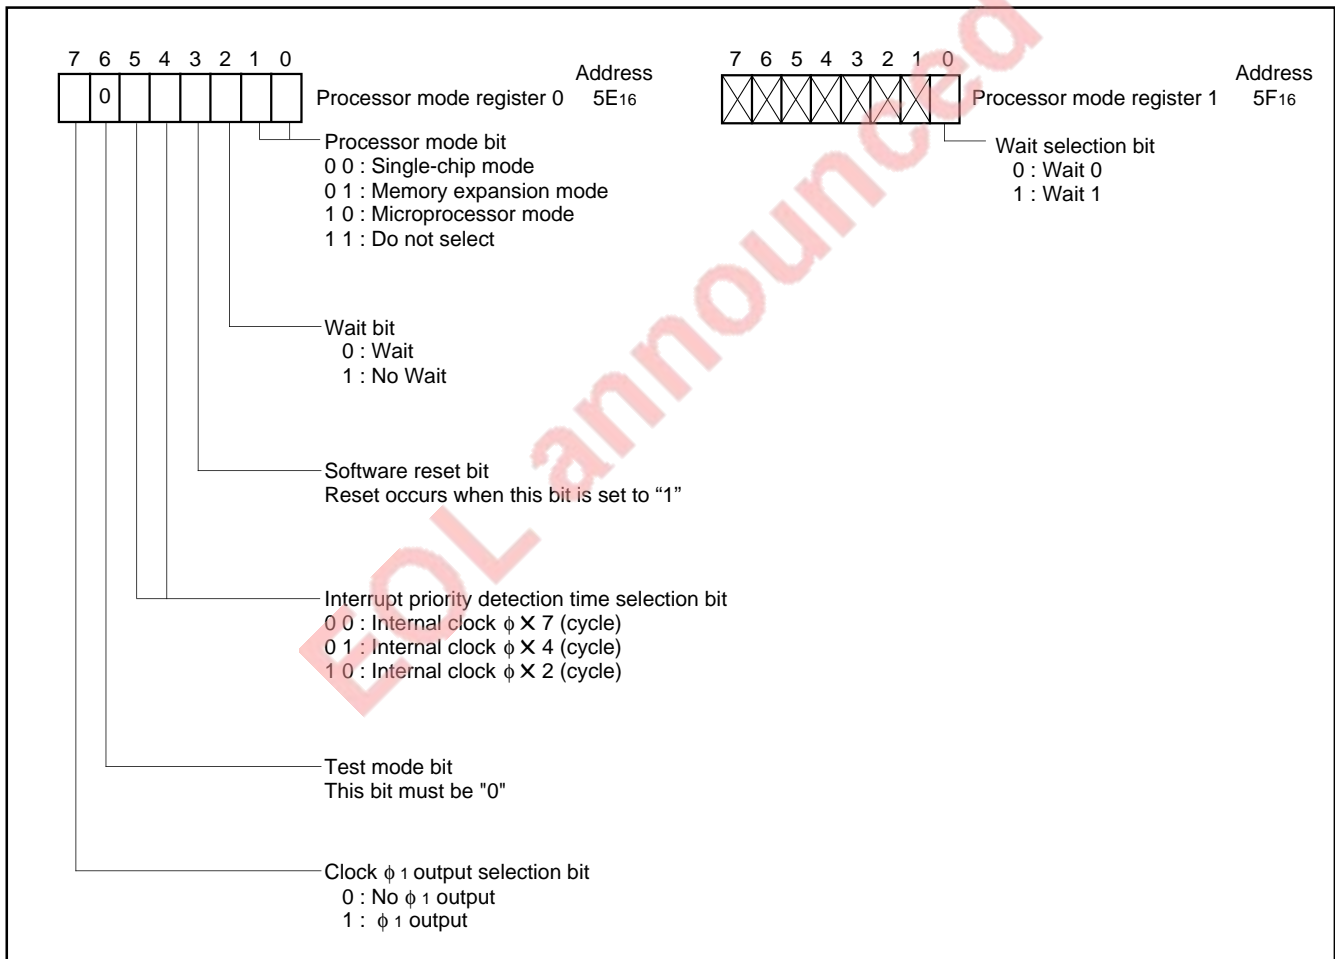 7 6 5 4 3 2 1 0
0
Processor mode register 0
Address
5E16
Processor mode bit
0 0 : Single-chip mode
0 1 : Memory expansion mode
1 0 : Microprocessor mode
1 1 : Do not select
Wait bit
0 : Wait
1 : No Wait
Software reset bit
Reset occurs when this bit is set to “1”
Interrupt priority detection time selection bit
0 0 : Internal clock ϕ X 7 (cycle)
0 1 : Internal clock ϕ X 4 (cycle)
1 0 : Internal clock ϕ X 2 (cycle)
Test mode bit
This bit must be "0"
Clock ϕ 1 output selection bit
0 : No ϕ 1 output
1 : ϕ 1 output
7 6 5 4 3 2 1 0
Processor mode register 1
Address
5F16
Wait selection bit
0 : Wait 0
1 : Wait 1
EOL announced